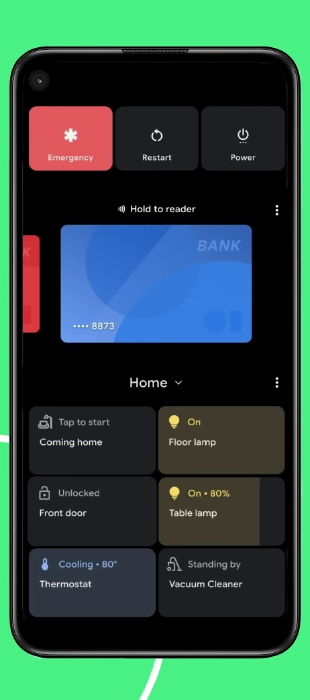 Emergency
Restart
Power
Hold to reader
K
BANK
•••• 8873
Home
Tap to start
Coming home
On
Floor lamp
Unlocked
Front door
On • 80%
Table lamp
Cooling • 80°
Thermostat
Standing by
Vacuum Cleaner